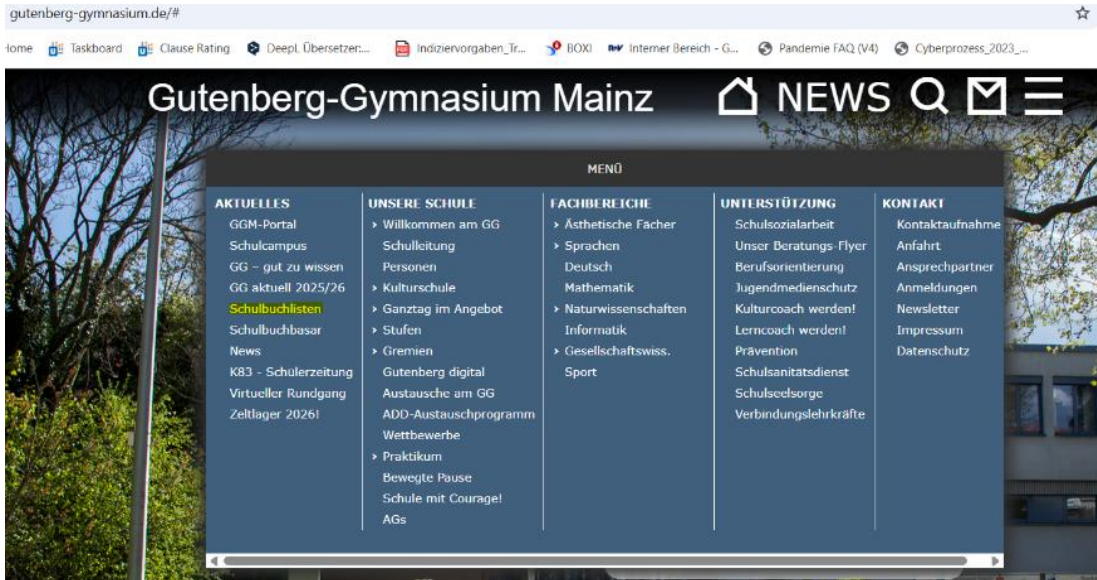 gutenberg-gymnasium.de/#
Home Taskboard Clause Rating DeepL Übersetzer:... Indiziervorgaben_Tr... BOXI R+V Interner Bereich - G... Pandemie FAQ (V4) Cyberprozess_2023_...
Gutenberg-Gymnasium Mainz NEWS
MENÜ
AKTUELLES
GGM-Portal
Schulcampus
GG – gut zu wissen
GG aktuell 2025/26
Schulbuchlisten
Schulbuchbasar
News
K83 - Schülerzeitung
Virtueller Rundgang
Zeltlager 2026!
UNSERE SCHULE
› Willkommen am GG
Schulleitung
Personen
› Kulturschule
› Ganztag im Angebot
› Stufen
› Gremien
Gutenberg digital
Austausche am GG
ADD-Austauschprogramm
Wettbewerbe
› Praktikum
Bewegte Pause
Schule mit Courage!
AGs
FACHBEREICHE
› Ästhetische Fächer
› Sprachen
Deutsch
Mathematik
› Naturwissenschaften
Informatik
› Gesellschaftswiss.
Sport
UNTERSTÜTZUNG
Schulsozialarbeit
Unser Beratungs-Flyer
Berufsorientierung
Jugendmedienschutz
Kulturcoach werden!
Lerncoach werden!
Prävention
Schulsanitätsdienst
Schulseelsorge
Verbindungslehrkräfte
KONTAKT
Kontaktaufnahme
Anfahrt
Ansprechpartner
Anmeldungen
Newsletter
Impressum
Datenschutz